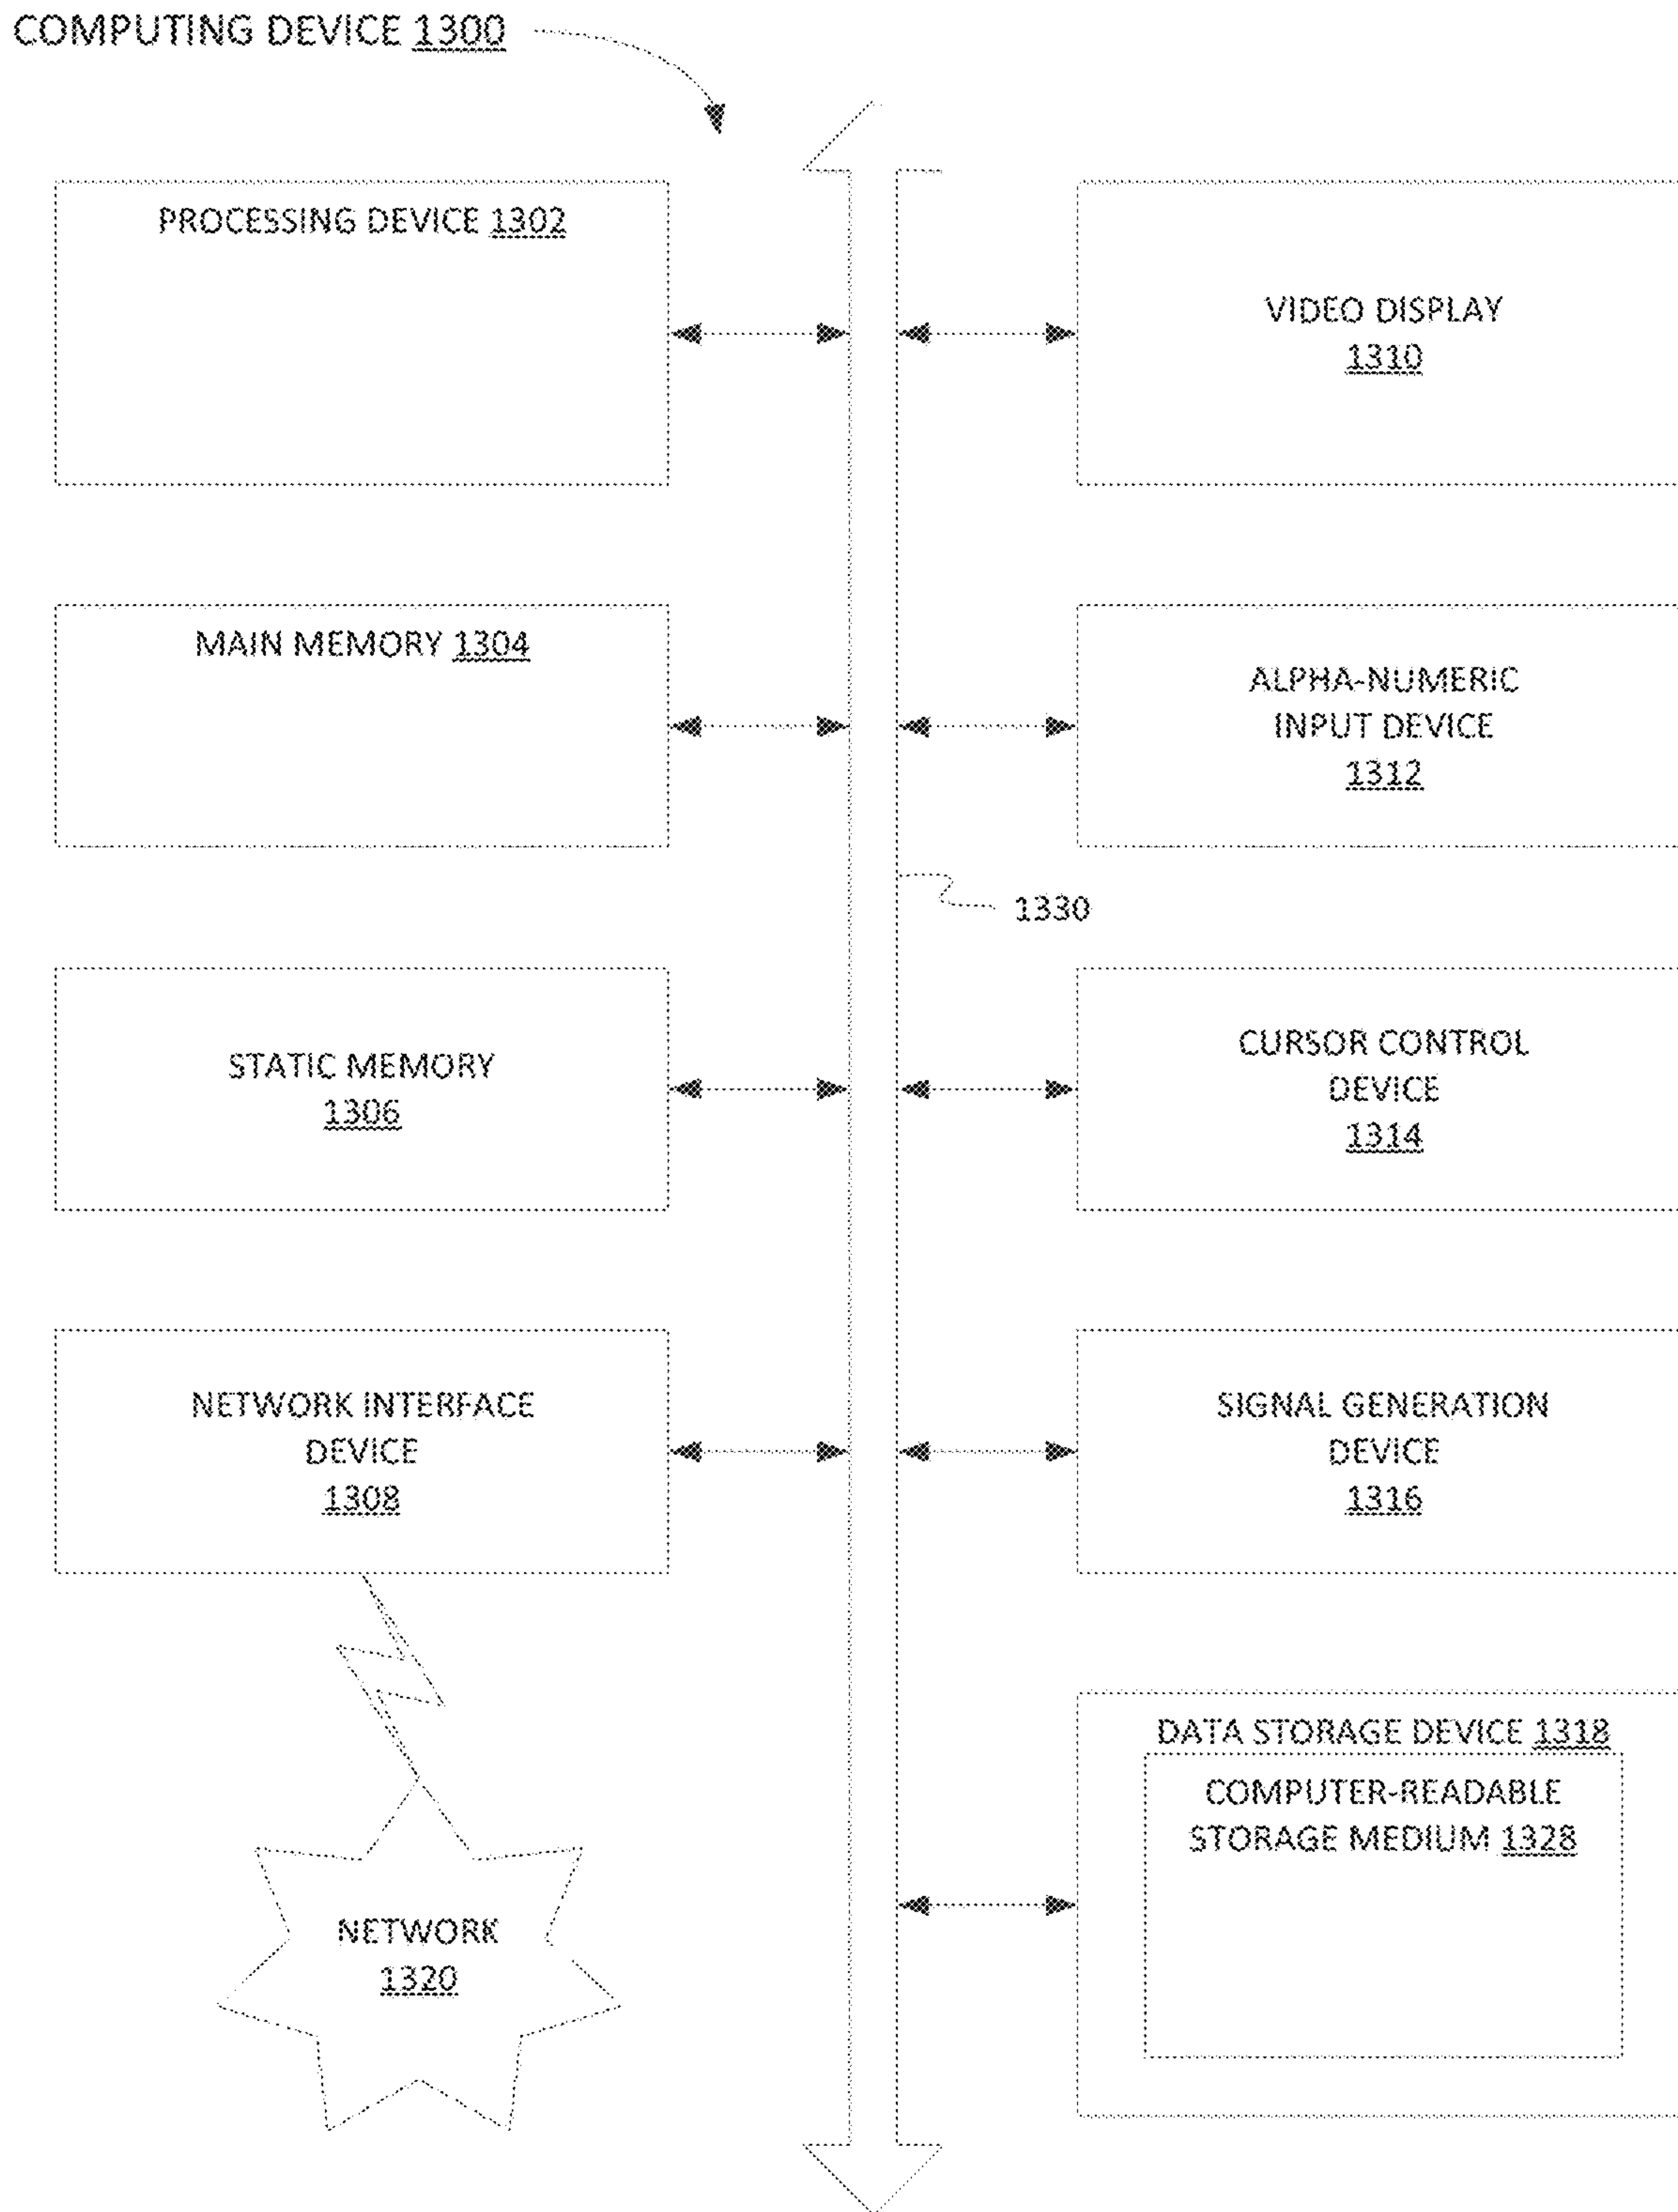 COMPUTING DEVICE 1300
PROCESSING DEVICE 1302
VIDEO DISPLAY
1310
MAIN MEMORY 1304
ALPHA-NUMERIC
INPUT DEVICE
1312
1330
STATIC MEMORY
1306
CURSOR CONTROL
DEVICE
1314
NETWORK INTERFACE
DEVICE
1308
SIGNAL GENERATION
DEVICE
1316
DATA STORAGE DEVICE 1318
COMPUTER-READABLE
STORAGE MEDIUM 1328
NETWORK
1320